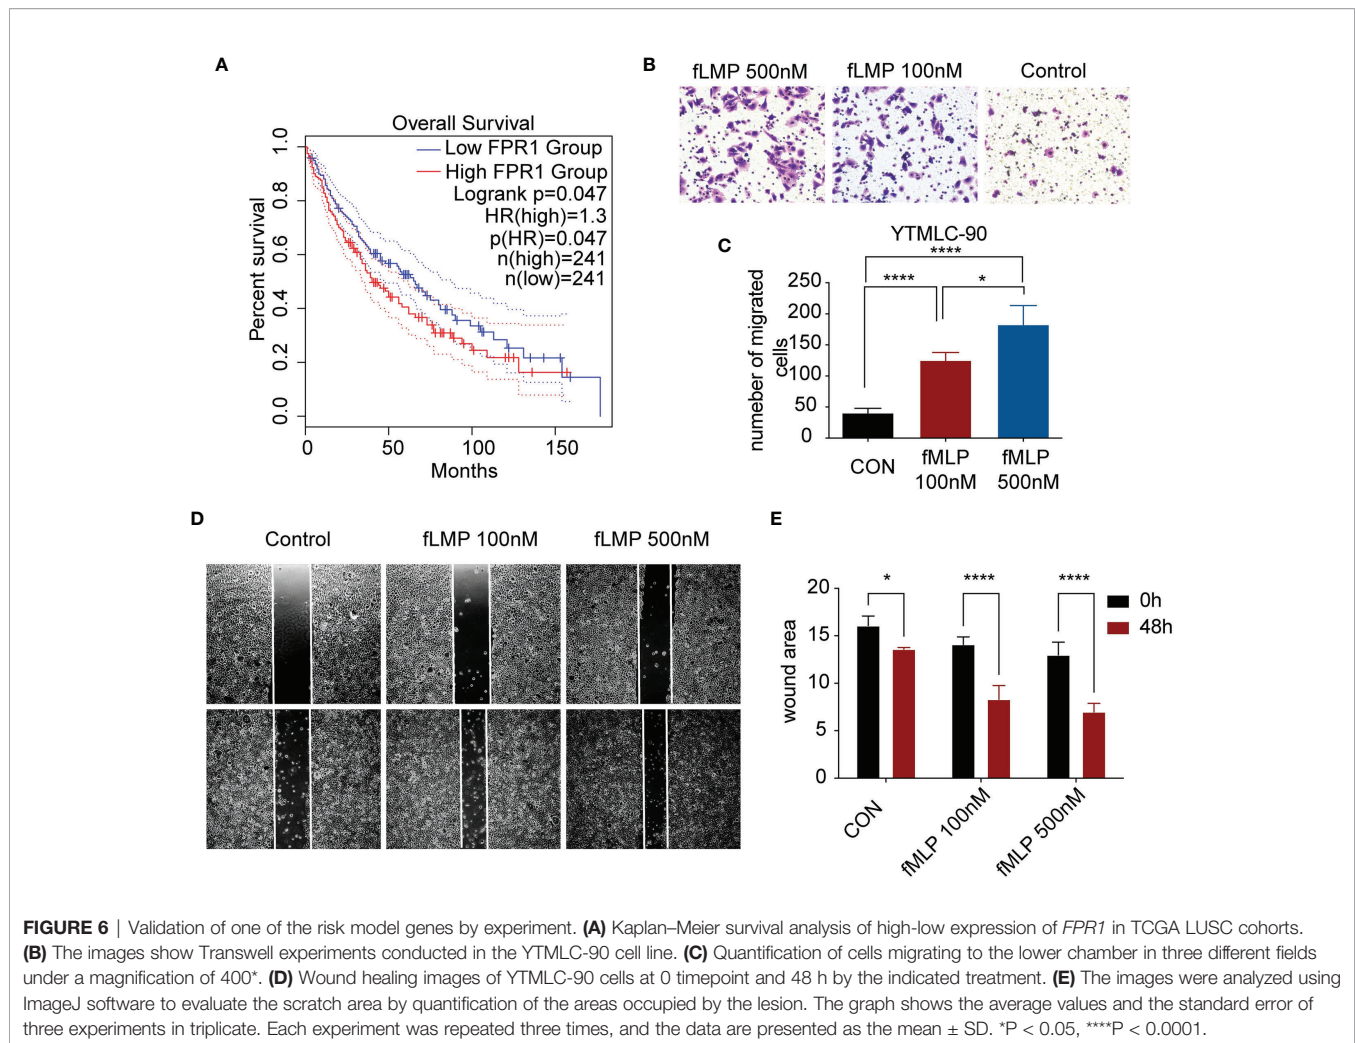 A
Overall Survival
Low FPR1 Group
High FPR1 Group
Logrank p=0.047
HR(high)=1.3
p(HR)=0.047
n(high)=241
n(low)=241
Percent survival
1.0
0.8
0.6
0.4
0.2
0.0
0 50 100 150
Months
B
fLMP 500nM fLMP 100nM Control
C
YTMLC-90
**** 
**** *
numeber of migrated
cells
250
200
150
100
50
0
CON fMLP 100nM fMLP 500nM
D
Control fLMP 100nM fLMP 500nM
E
* **** ****
0h
48h
wound area
20
15
10
5
0
CON fMLP 100nM fMLP 500nM
FIGURE 6 | Validation of one of the risk model genes by experiment. (A) Kaplan–Meier survival analysis of high-low expression of FPR1 in TCGA LUSC cohorts.
(B) The images show Transwell experiments conducted in the YTMLC-90 cell line. (C) Quantification of cells migrating to the lower chamber in three different fields
under a magnification of 400*. (D) Wound healing images of YTMLC-90 cells at 0 timepoint and 48 h by the indicated treatment. (E) The images were analyzed using
ImageJ software to evaluate the scratch area by quantification of the areas occupied by the lesion. The graph shows the average values and the standard error of
three experiments in triplicate. Each experiment was repeated three times, and the data are presented as the mean ± SD. *P < 0.05, ****P < 0.0001.